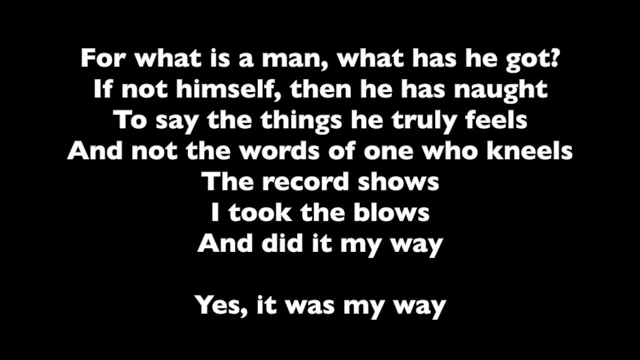 For what is a man, what has he got?
If not himself, then he has naught
To say the things he truly feels
And not the words of one who kneels
The record shows
I took the blows
And did it my way
Yes, it was my way